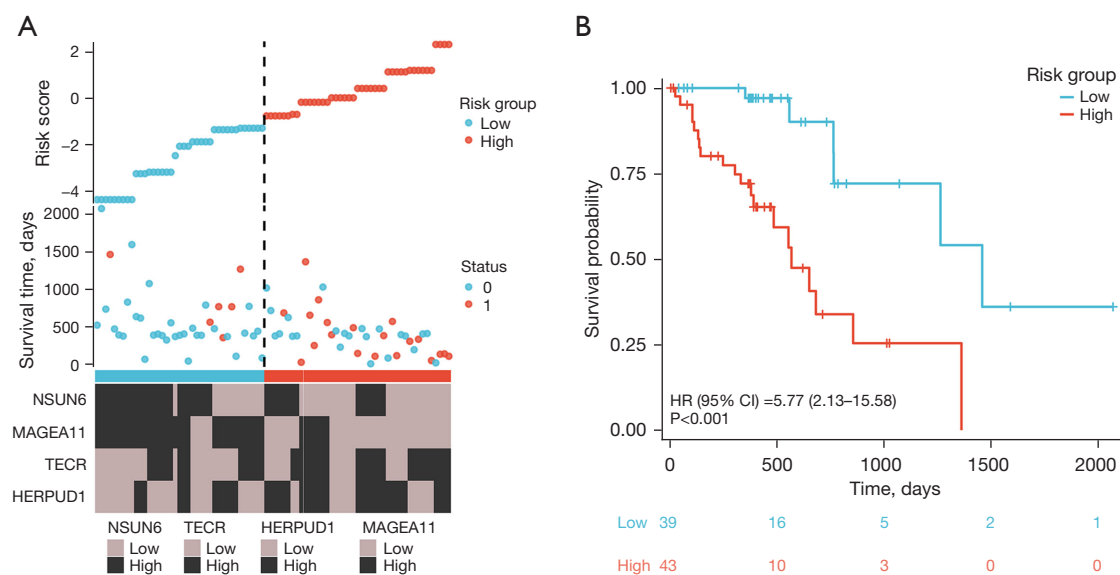 A
Risk score
2
0
−2
−4
Risk group
Low
High
Survival time, days
2000
1500
1000
500
0
Status
0
1
NSUN6
MAGEA11
TECR
HERPUD1
NSUN6 TECR HERPUD1 MAGEA11
Low Low Low Low
High High High High
B
Survival probability
1.00
0.75
0.50
0.25
0.00
Risk group
Low
High
HR (95% CI) =5.77 (2.13–15.58)
P<0.001
0 500 1000 1500 2000
Time, days
Low 39 16 5 2 1
High 43 10 3 0 0